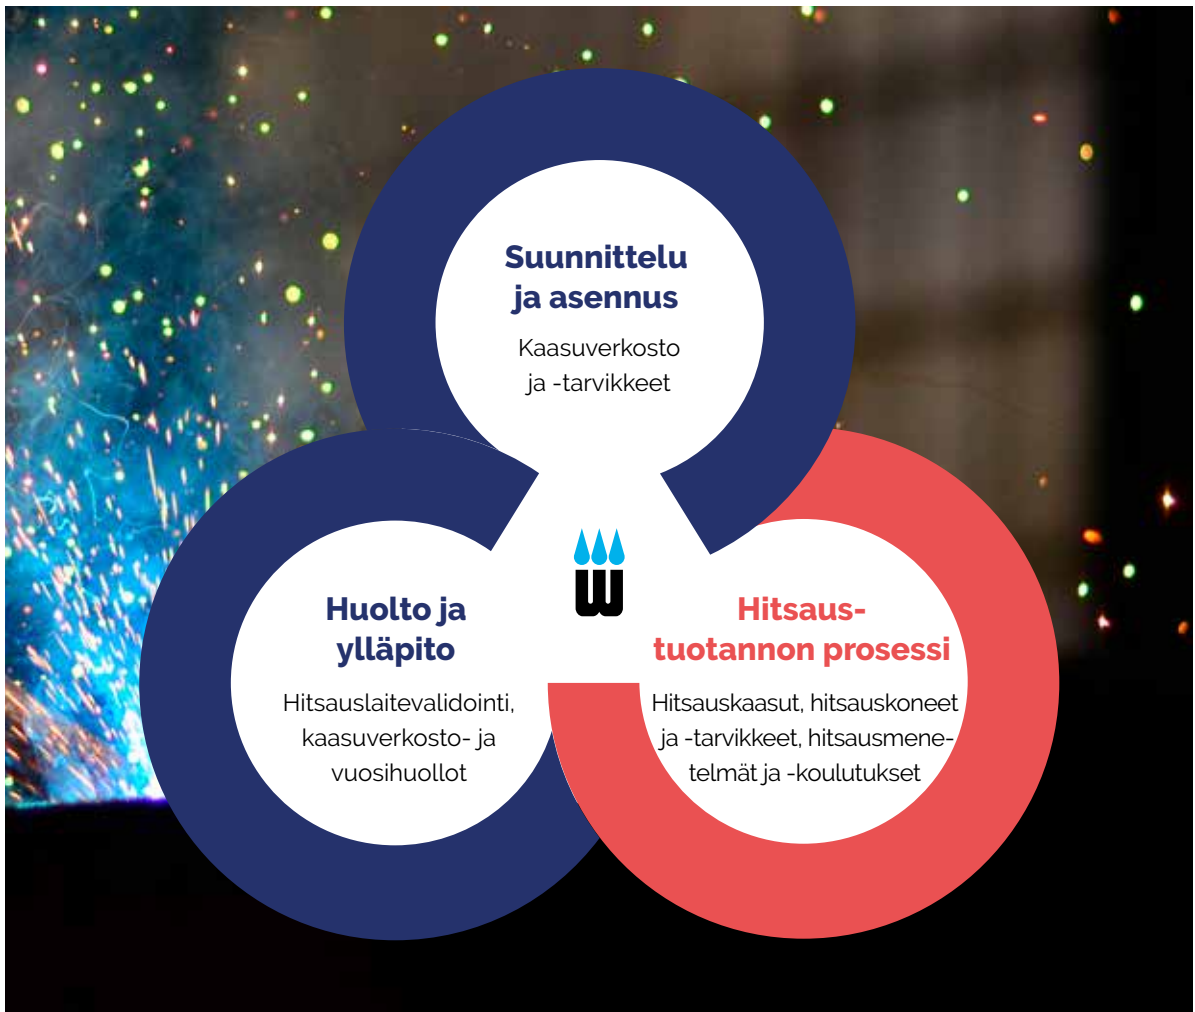 Suunnittelu
ja asennus
Kaasuverkosto
ja -tarvikkeet
Huolto ja
ylläpito
Hitsauslaitevalidointi,
kaasuverkosto- ja
vuosihuollot
W
Hitsaus-
tuotannon prosessi
Hitsauskaasut, hitsauskoneet
ja -tarvikkeet, hitsausmene-
telmät ja -koulutukset